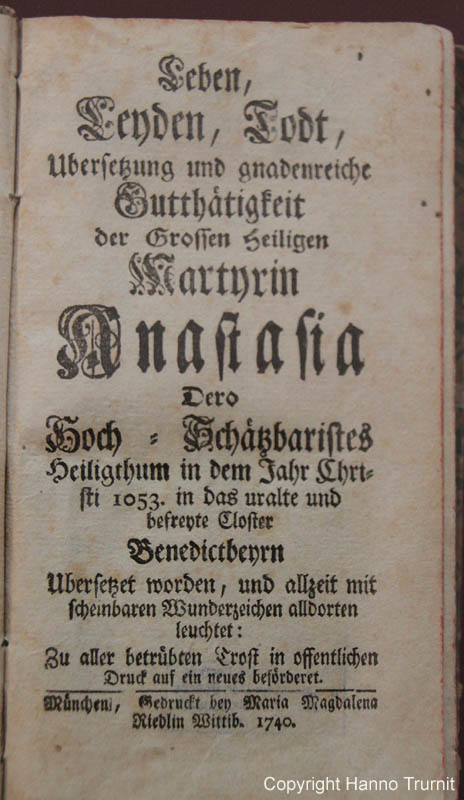 Leben,
Leyden, Todt,
Ubersetzung und gnadenreiche
Gutthätigkeit
der Grossen Heiligen
Martyrin
Anastasia
Dero
Hoch - Schätzbaristes
Heiligthum in dem Jahr Chri-
sti 1053. in das uralte und
befreyte Closter
Benedictbeyrn
Ubersetzet worden, und allzeit mit
scheinbaren Wunderzeichen alldorten
leuchtet:
Zu aller betrübten Trost in offentlichen
Druck auf ein neues beförderet.
München, Gedruckt bey Maria Magdalena
Riedlin Wittib. 1740.
Copyright Hanno Trurnit